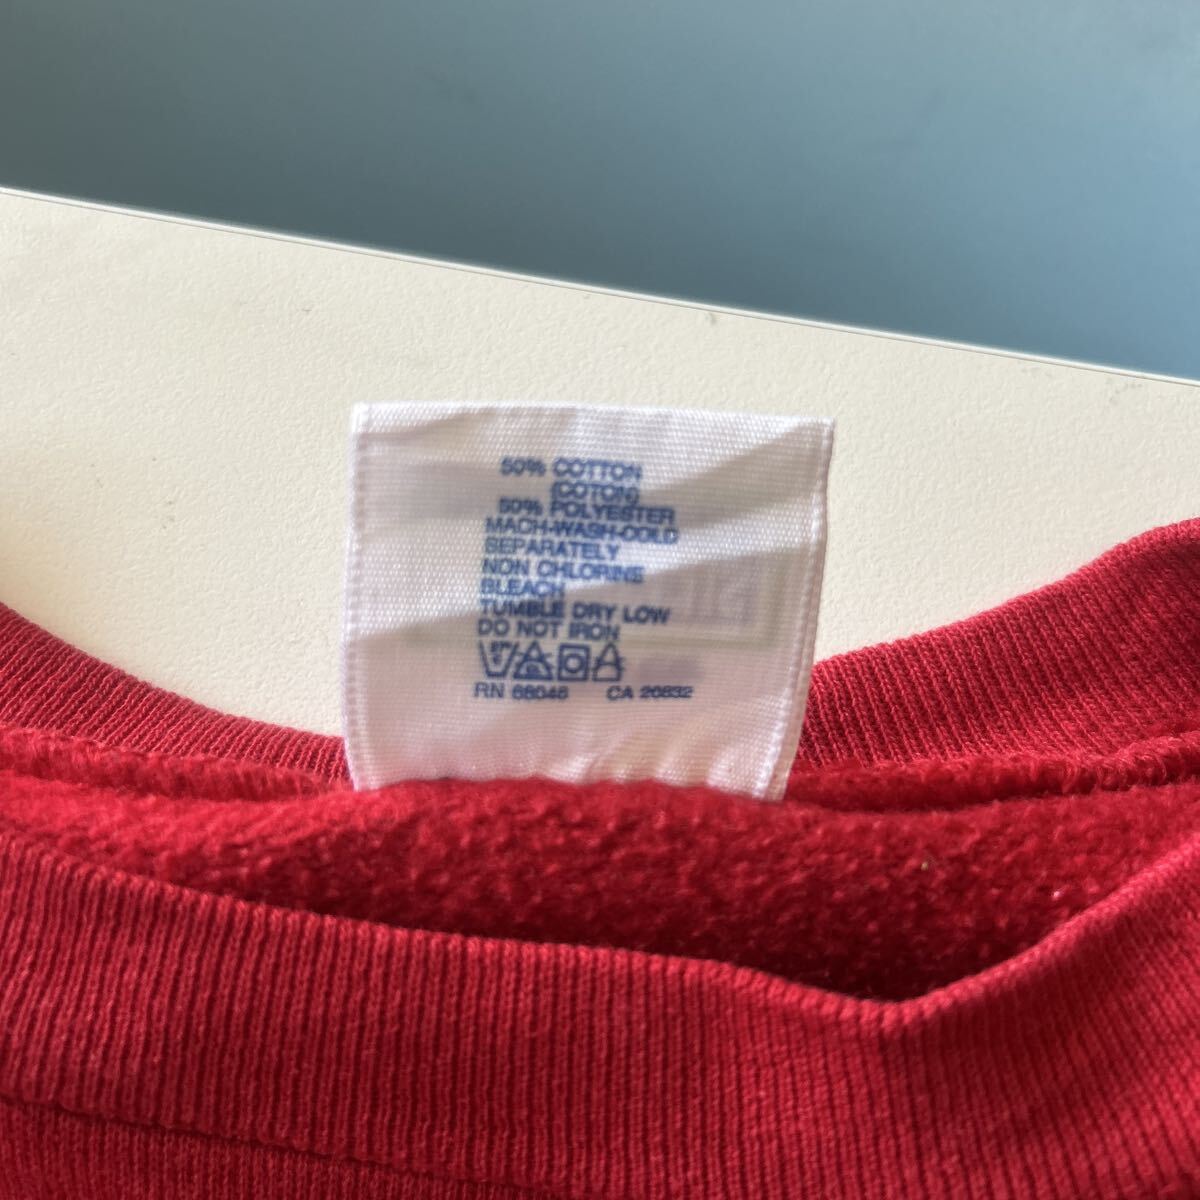 50% COTTON
(COTON)
50% POLYESTER
MACH-WASH-COLD
SEPARATELY
NON CHLORINE
BLEACH
TUMBLE DRY LOW
DO NOT IRON
RN 68046 CA 20832